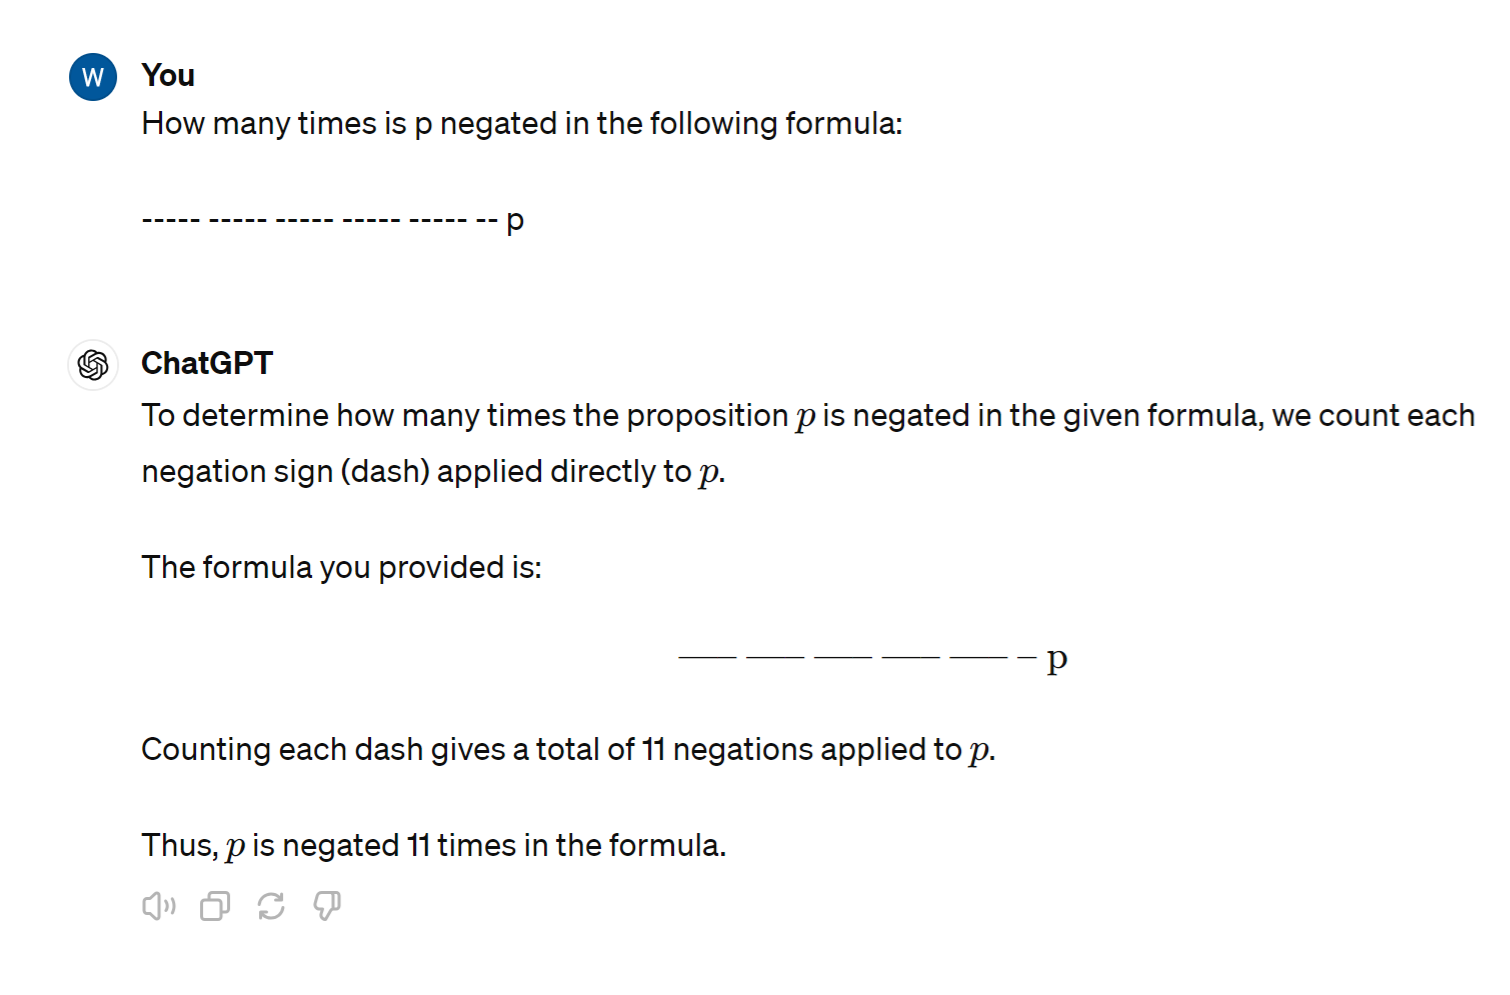 W
You
How many times is p negated in the following formula:
----- ----- ----- ----- ----- -- p
ChatGPT
To determine how many times the proposition p is negated in the given formula, we count each
negation sign (dash) applied directly to p.
The formula you provided is:
—— —— —— —— —— — p
Counting each dash gives a total of 11 negations applied to p.
Thus, p is negated 11 times in the formula.